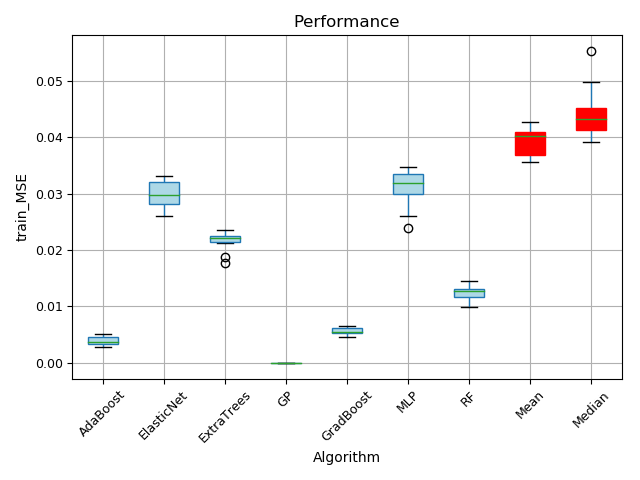 Performance
train_MSE
0.05
0.04
0.03
0.02
0.01
0.00
AdaBoost
ElasticNet
ExtraTrees
GP
GradBoost
MLP
RF
Mean
Median
Algorithm